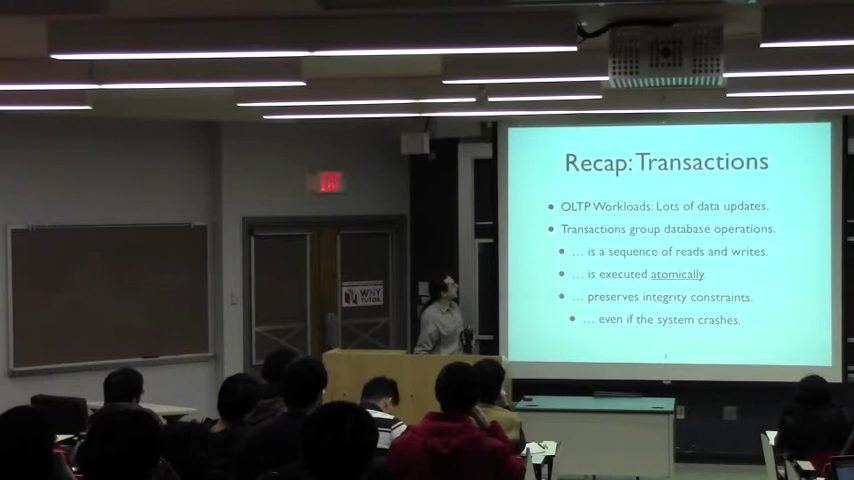 Recap: Transactions
• OLTP Workloads: Lots of data updates.
• Transactions group database operations.
• … is a sequence of reads and writes.
• … is executed atomically.
• … preserves integrity constraints.
• … even if the system crashes.
WNY
TUTOR